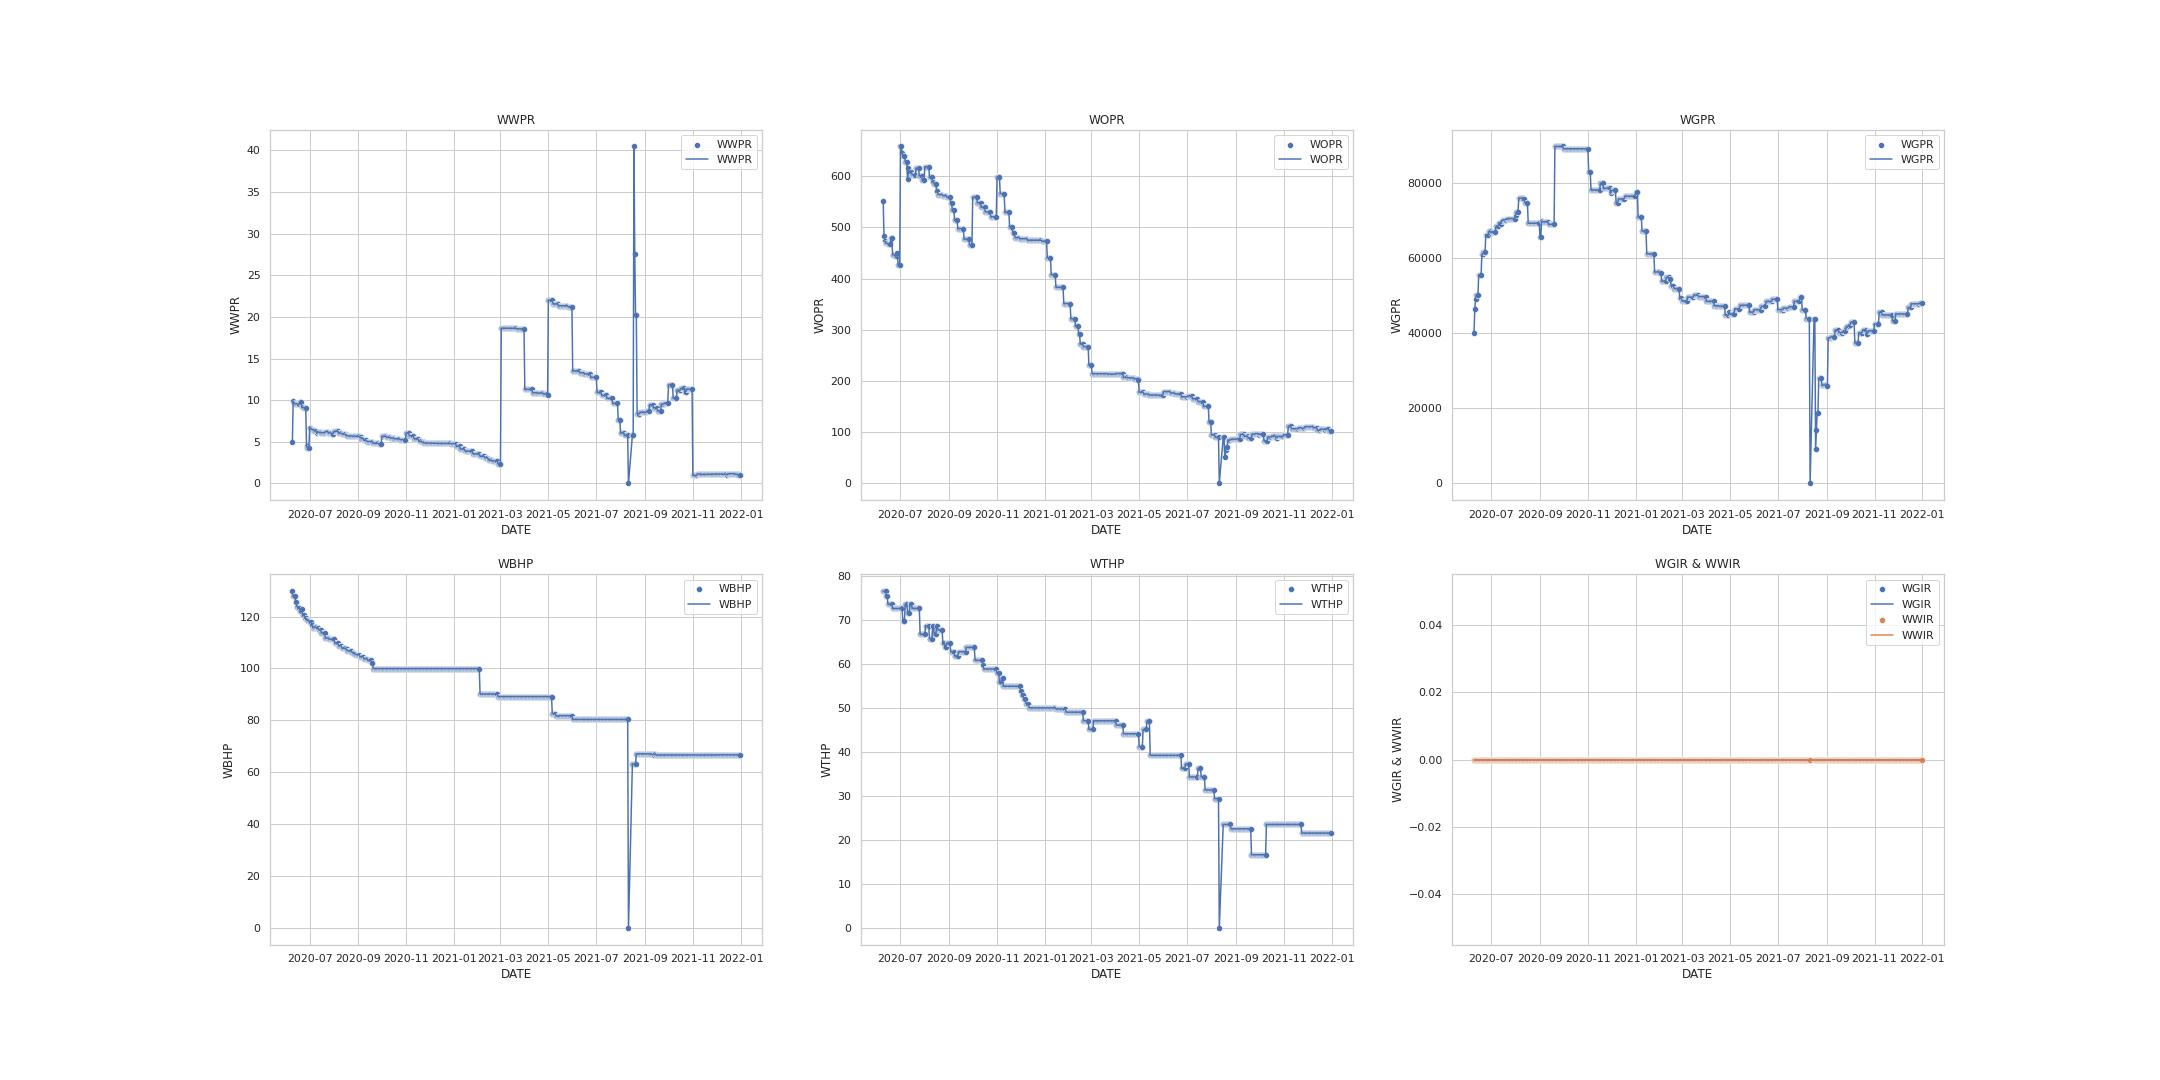 WWPR
WWPR
WWPR
40
35
30
25
20
15
10
5
0
WWPR
2020-07 2020-09 2020-11 2021-01 2021-03 2021-05 2021-07 2021-09 2021-11 2022-01
DATE
WOPR
WOPR
WOPR
600
500
400
300
200
100
0
WOPR
2020-07 2020-09 2020-11 2021-01 2021-03 2021-05 2021-07 2021-09 2021-11 2022-01
DATE
WGPR
WGPR
WGPR
80000
60000
40000
20000
0
WGPR
2020-07 2020-09 2020-11 2021-01 2021-03 2021-05 2021-07 2021-09 2021-11 2022-01
DATE
WBHP
WBHP
WBHP
120
100
80
60
40
20
0
WBHP
2020-07 2020-09 2020-11 2021-01 2021-03 2021-05 2021-07 2021-09 2021-11 2022-01
DATE
WTHP
WTHP
WTHP
80
70
60
50
40
30
20
10
0
WTHP
2020-07 2020-09 2020-11 2021-01 2021-03 2021-05 2021-07 2021-09 2021-11 2022-01
DATE
WGIR & WWIR
WGIR
WGIR
WWIR
WWIR
0.04
0.02
0.00
−0.02
−0.04
WGIR & WWIR
2020-07 2020-09 2020-11 2021-01 2021-03 2021-05 2021-07 2021-09 2021-11 2022-01
DATE